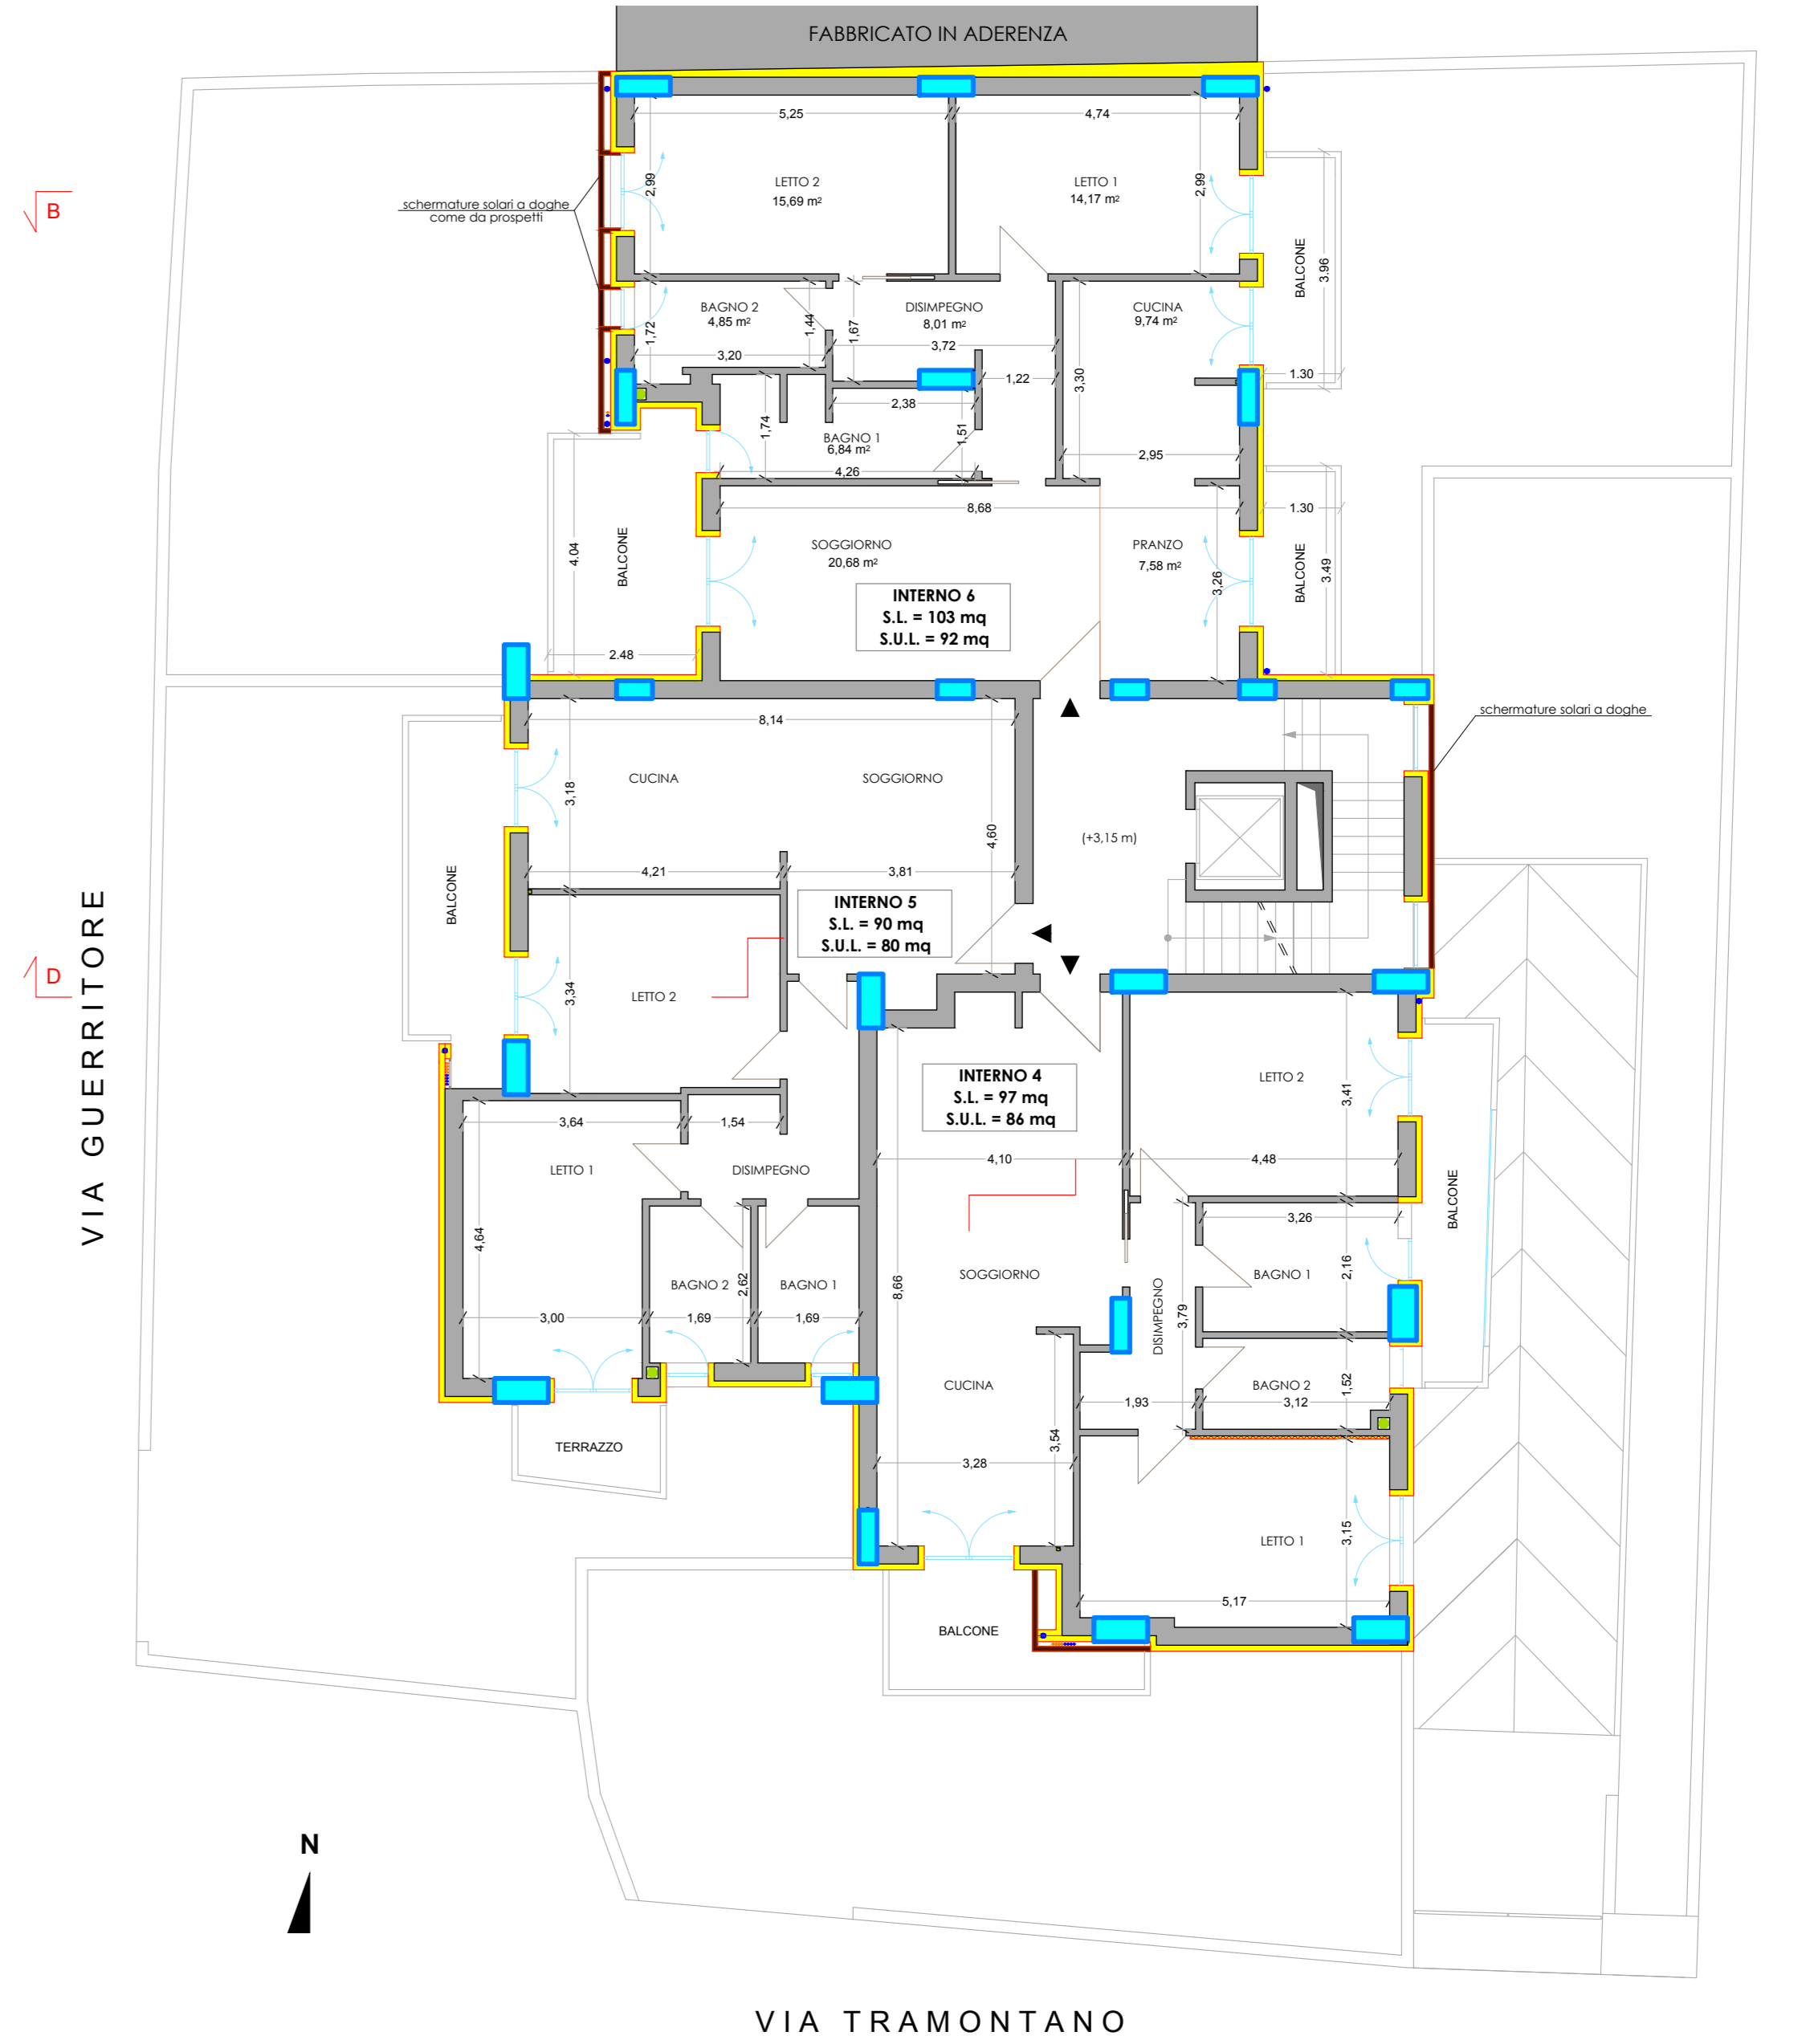 FABBRICATO IN ADERENZA
5,25
4,74
LETTO 2
15,69 m²
2,99
LETTO 1
14,17 m²
2,99
B
schermature solari a doghe
come da prospetti
BALCONE
3.96
1.30
BAGNO 2
4,85 m²
1,72
1,44
3,20
1,67
DISIMPEGNO
8,01 m²
3,72
1,22
CUCINA
9,74 m²
3,30
2,95
2,38
1,74
BAGNO 1
6,84 m²
1,51
4,26
8,68
1.30
4.04
BALCONE
2.48
SOGGIORNO
20,68 m²
PRANZO
7,58 m²
3,26
BALCONE
3.49
INTERNO 6
S.L. = 103 mq
S.U.L. = 92 mq
schermature solari a doghe
8,14
CUCINA
SOGGIORNO
3,18
4,60
(+3,15 m)
4,21
3,81
BALCONE
INTERNO 5
S.L. = 90 mq
S.U.L. = 80 mq
D
VIA GUERRITORE
LETTO 2
3,34
INTERNO 4
S.L. = 97 mq
S.U.L. = 86 mq
LETTO 2
3,41
3,64
1,54
LETTO 1
DISIMPEGNO
4,10
4,48
BALCONE
4,64
3,26
BAGNO 2
2,62
BAGNO 1
8,66
SOGGIORNO
DISIMPEGNO
3,79
BAGNO 1
2,16
3,00
1,69
1,69
CUCINA
BAGNO 2
1,52
1,93
3,12
TERRAZZO
3,54
3,28
LETTO 1
3,15
5,17
BALCONE
N
VIA TRAMONTANO